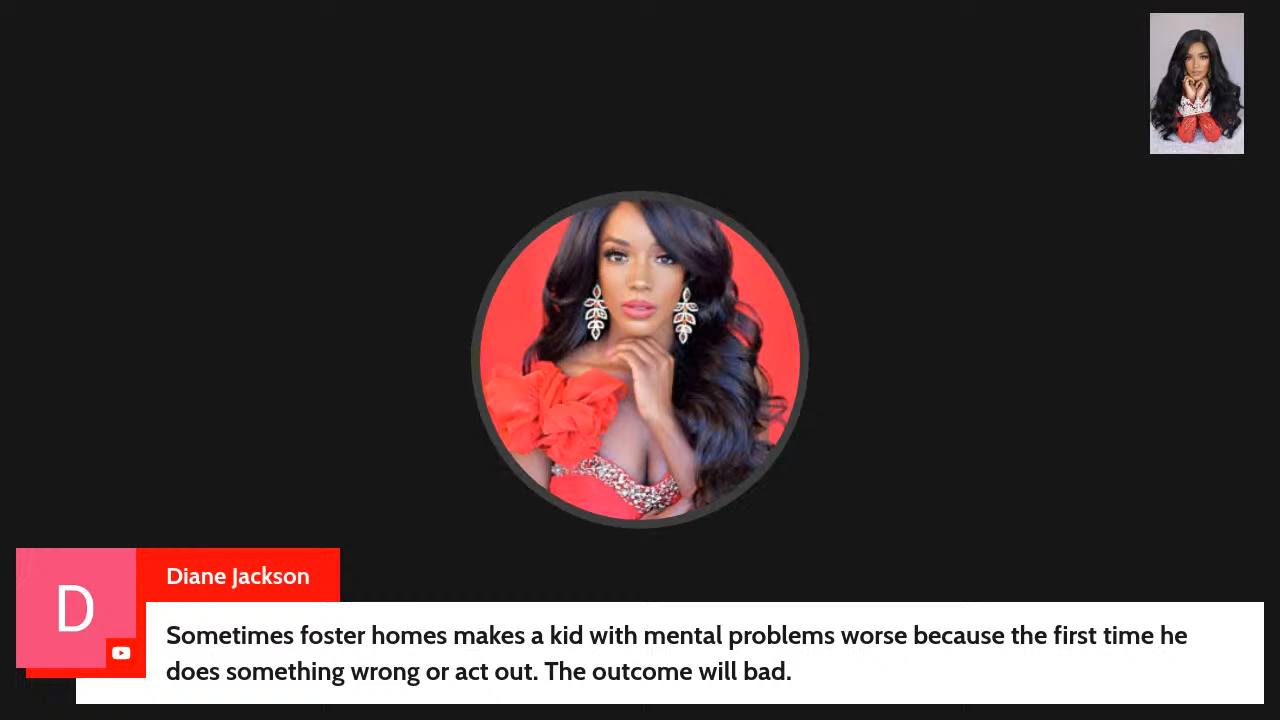 D
Diane Jackson
Sometimes foster homes makes a kid with mental problems worse because the first time he
does something wrong or act out. The outcome will bad.